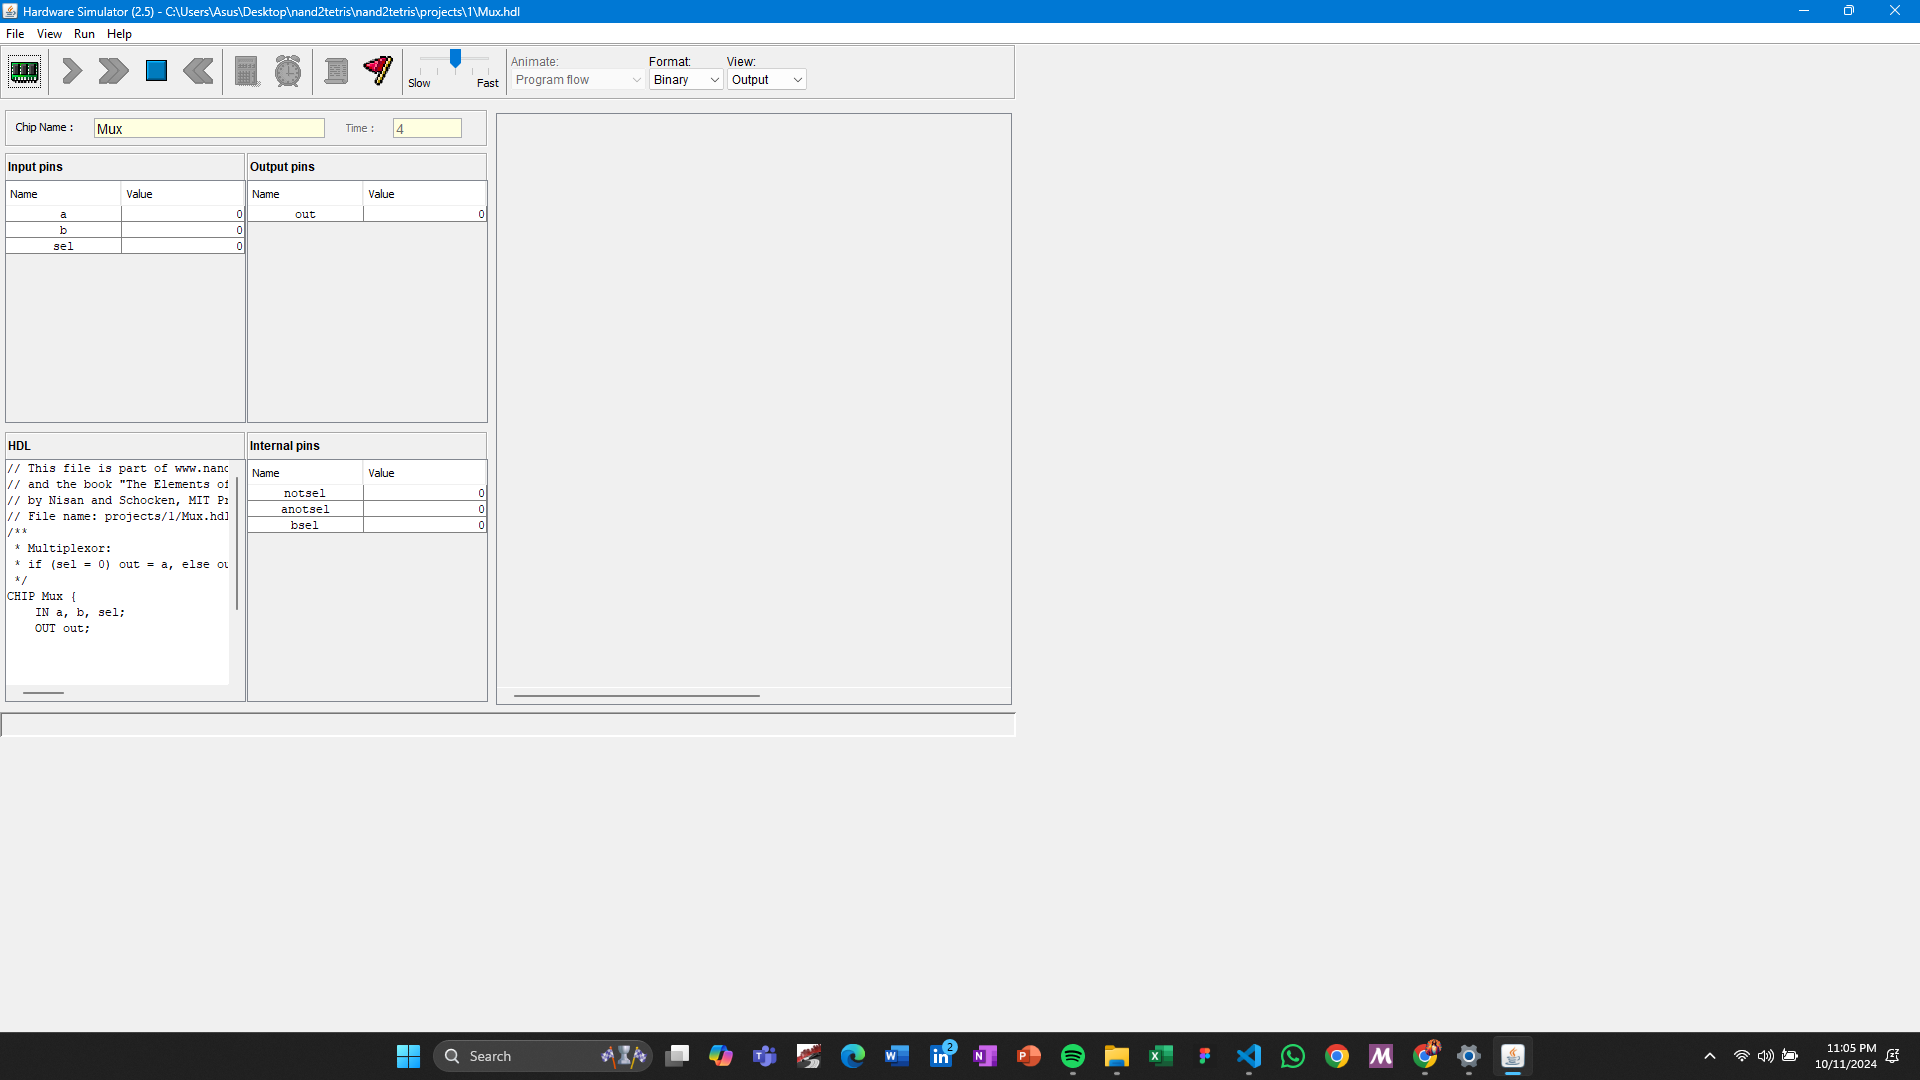 Hardware Simulator (2.5) - C:\Users\Asus\Desktop\nand2tetris\nand2tetris\projects\1\Mux.hdl
File View Run Help
Slow Fast
Animate: Format: View:
Program flow Binary Output
Chip Name : Mux Time : 4
Input pins
Name Value
a 0
b 0
sel 0
Output pins
Name Value
out 0
HDL
// This file is part of www.nand
// and the book "The Elements of
// by Nisan and Schocken, MIT Pr
// File name: projects/1/Mux.hdl
/**
* Multiplexor:
* if (sel = 0) out = a, else ou
*/
CHIP Mux {
IN a, b, sel;
OUT out;
Internal pins
Name Value
notsel 0
anotsel 0
bsel 0
Search
2
11:05 PM
10/11/2024